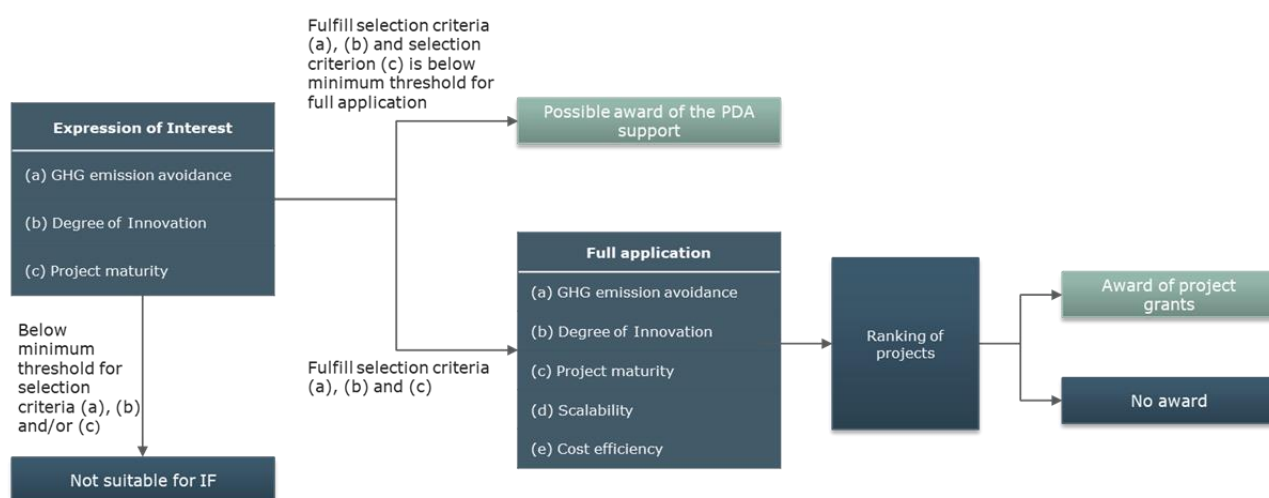 Fulfill selection criteria
(a), (b) and selection
criterion (c) is below
minimum threshold for
full application
Possible award of the PDA
support
Expression of Interest
(a) GHG emission avoidance
(b) Degree of Innovation
(c) Project maturity
Below
minimum
threshold for
selection
criteria (a), (b)
and/or (c)
Not suitable for IF
Fulfill selection criteria
(a), (b) and (c)
Full application
(a) GHG emission avoidance
(b) Degree of Innovation
(c) Project maturity
(d) Scalability
(e) Cost efficiency
Ranking of
projects
Award of project
grants
No award